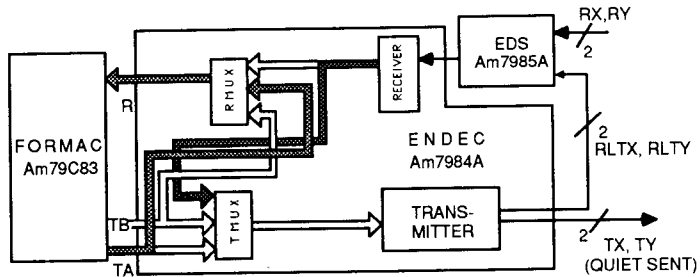 RX,RY
2
EDS
Am7985A
RECEIVER
RMUX
R
FORMAC
Am79C83
ENDEC
Am7984A
2
RLTX, RLTY
TB
TMUX
TRANS-
MITTER
2
TA
TX, TY
(QUIET SENT)